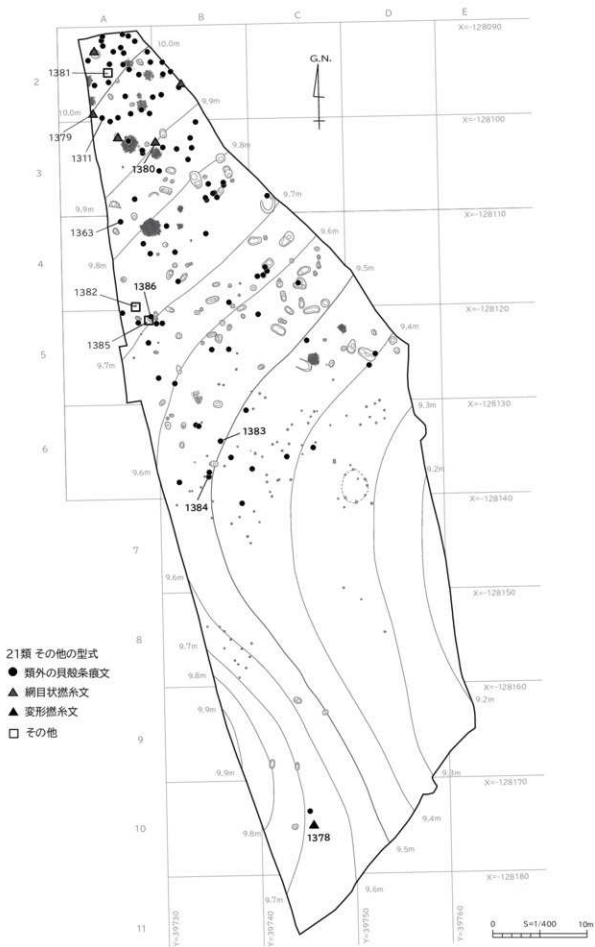 A
B
C
D
E
X=-128090
G.N.
10.0m
2
1381
9.9m
10.0m
X=-128100
1379
9.8m
1311
1380
3
9.7m
9.9m
X=-128110
1363
9.6m
9.8m
4
9.5m
1386
1382
X=-128120
9.4m
1385
5
9.7m
9.3m
X=-128130
1383
6
9.6m
9.2m
1384
X=-128140
7
9.6m
X=-128150
8
9.7m
21類 その他の型式
類外の貝殻条痕文
9.8m
X=-128160
網目状撚糸文
9.2m
変形撚糸文
9.9m
その他
9
9.3m
X=-128170
9.8m
9.4m
10
1378
9.5m
9.6m
X=-128180
9.7m
Y=39730
Y=39740
Y=39750
Y=39760
11
0 S=1/400 10m